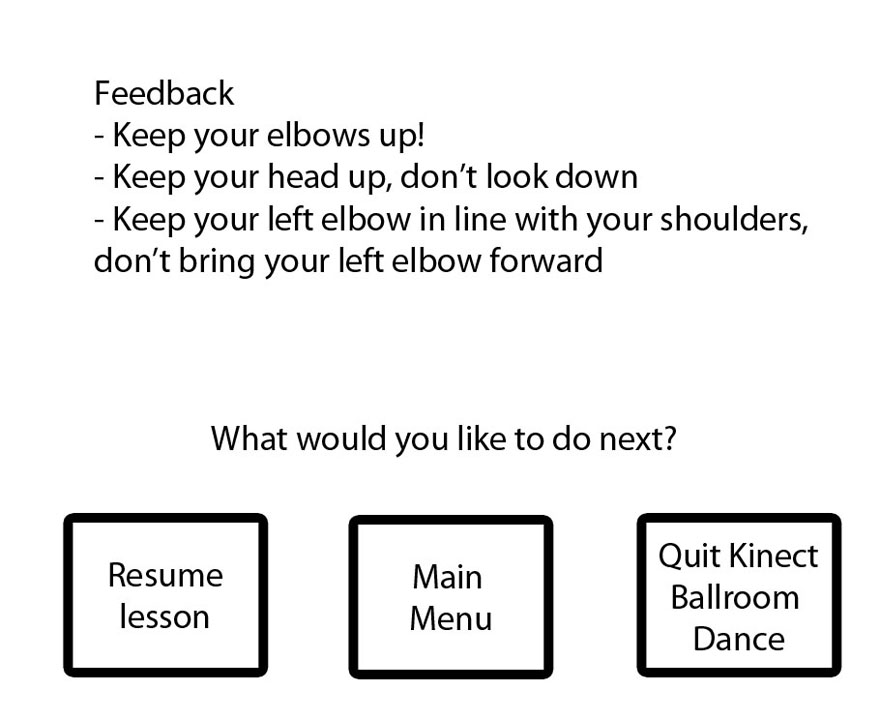 Feedback
- Keep your elbows up!
- Keep your head up, don’t look down
- Keep your left elbow in line with your shoulders,
don’t bring your left elbow forward
What would you like to do next?
Resume
lesson
Main
Menu
Quit Kinect
Ballroom
Dance